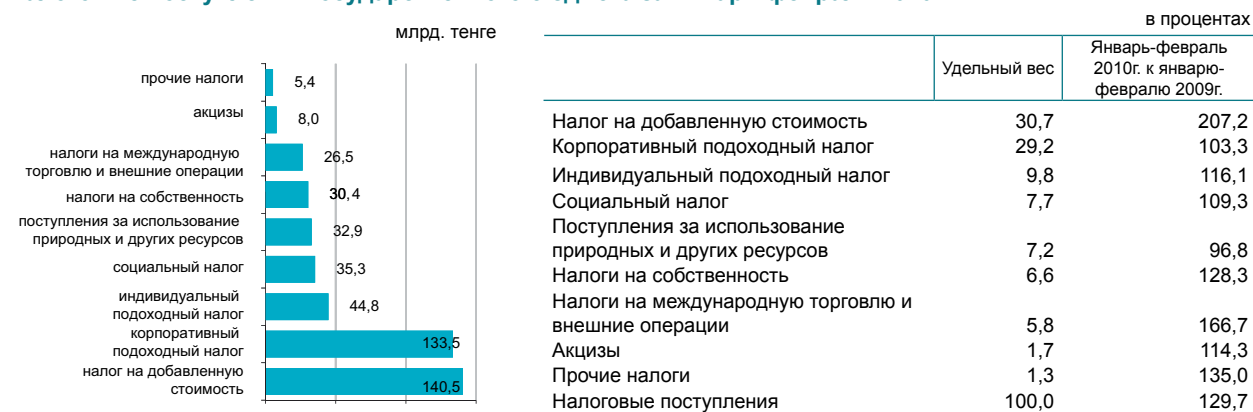 млрд. тенге
прочие налоги
5,4
акцизы
8,0
налоги на международную
торговлю и внешние операции
26,5
налоги на собственность
30,4
поступления за использование
природных и других ресурсов
32,9
социальный налог
35,3
индивидуальный
подоходный налог
44,8
корпоративный
подоходный налог
133,5
налог на добавленную
стоимость
140,5
в процентах
Удельный вес
Январь-февраль
2010г. к январю-
февралю 2009г.
Налог на добавленную стоимость 30,7 207,2
Корпоративный подоходный налог 29,2 103,3
Индивидуальный подоходный налог 9,8 116,1
Социальный налог 7,7 109,3
Поступления за использование
природных и других ресурсов 7,2 96,8
Налоги на собственность 6,6 128,3
Налоги на международную торговлю и
внешние операции 5,8 166,7
Акцизы 1,7 114,3
Прочие налоги 1,3 135,0
Налоговые поступления 100,0 129,7